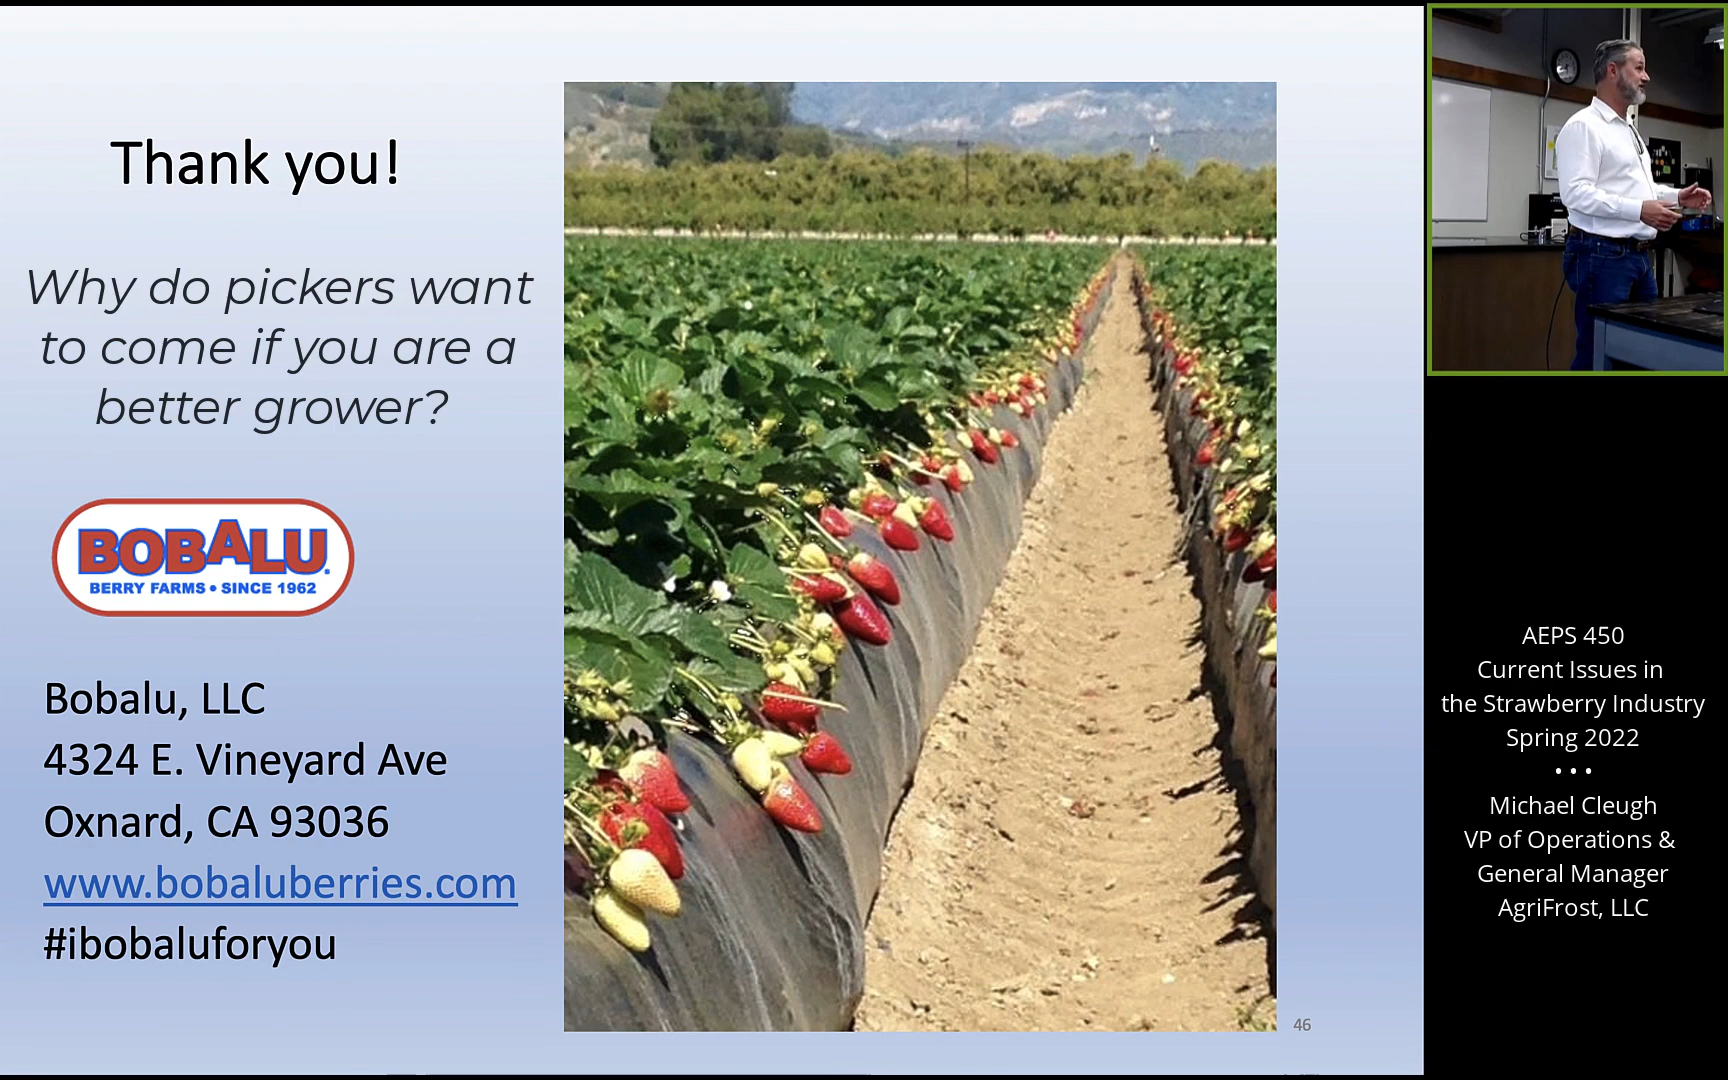 Thank you!
Why do pickers want
to come if you are a
better grower?
BOBALU.
BERRY FARMS • SINCE 1962
Bobalu, LLC
4324 E. Vineyard Ave
Oxnard, CA 93036
www.bobaluberries.com
#ibobaluforyou
46
AEPS 450
Current Issues in
the Strawberry Industry
Spring 2022
• • •
Michael Cleugh
VP of Operations &
General Manager
AgriFrost, LLC